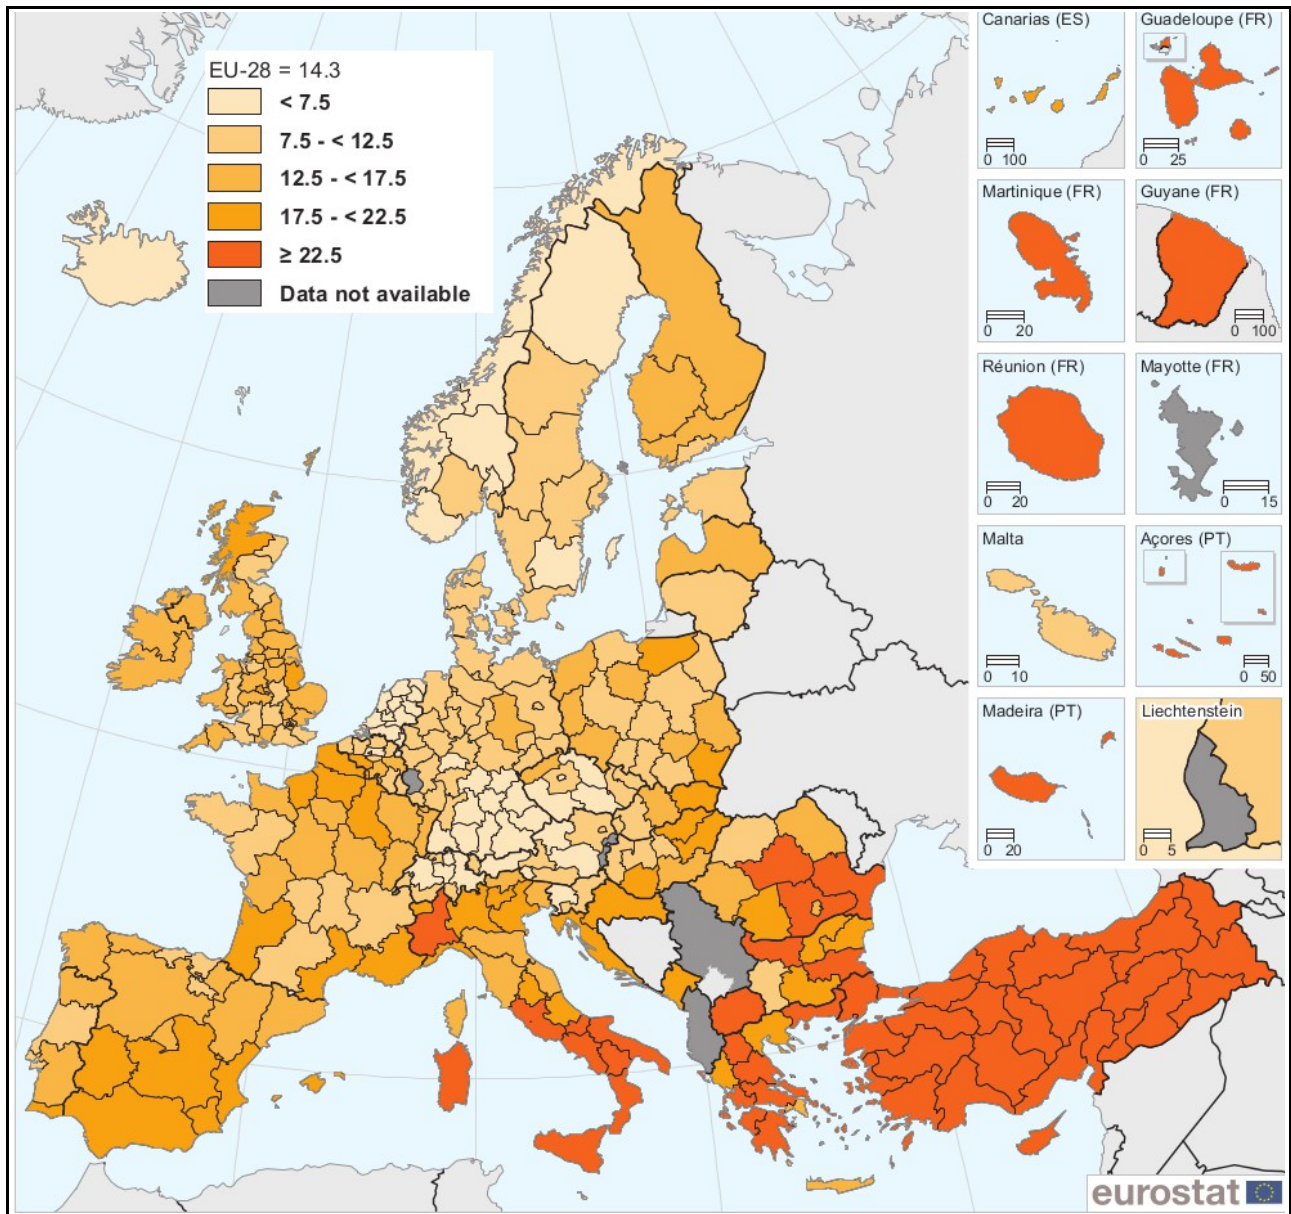 EU-28 = 14.3
< 7.5
7.5 - < 12.5
12.5 - < 17.5
17.5 - < 22.5
≥ 22.5
Data not available
Canarias (ES)
0 100
Guadeloupe (FR)
0 25
Martinique (FR)
0 20
Guyane (FR)
0 100
Réunion (FR)
0 20
Mayotte (FR)
0 15
Malta
0 10
Açores (PT)
0 50
Madeira (PT)
0 20
Liechtenstein
0 5
eurostat